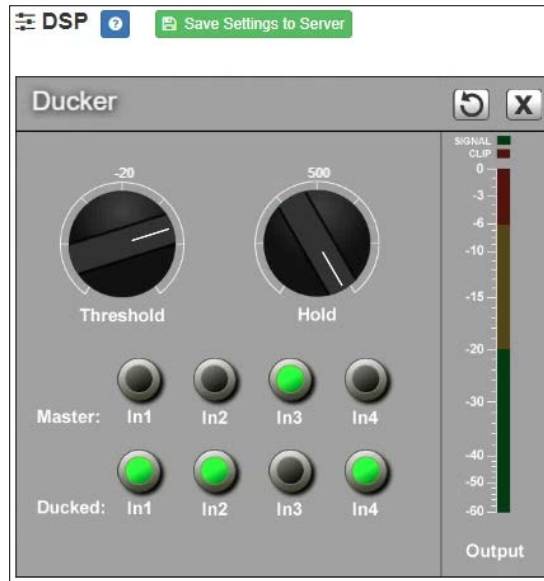 DSP ? Save Settings to Server
Ducker X
SIGNAL
CLIP
-20 500
Threshold Hold
0
-3
-6
-10
-15
-20
-30
-40
-50
-60
Master: In1 In2 In3 In4
Ducked: In1 In2 In3 In4
Output